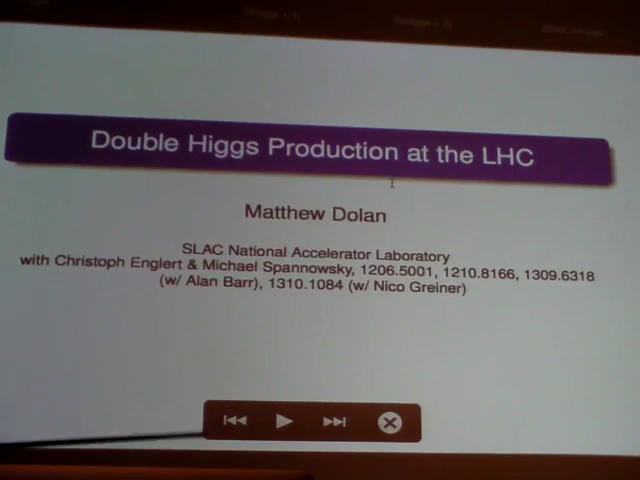 Double Higgs Production at the LHC
Matthew Dolan
SLAC National Accelerator Laboratory
with Christoph Englert & Michael Spannowsky, 1206.5001, 1210.8166, 1309.6318
(w/ Alan Barr), 1310.1084 (w/ Nico Greiner)